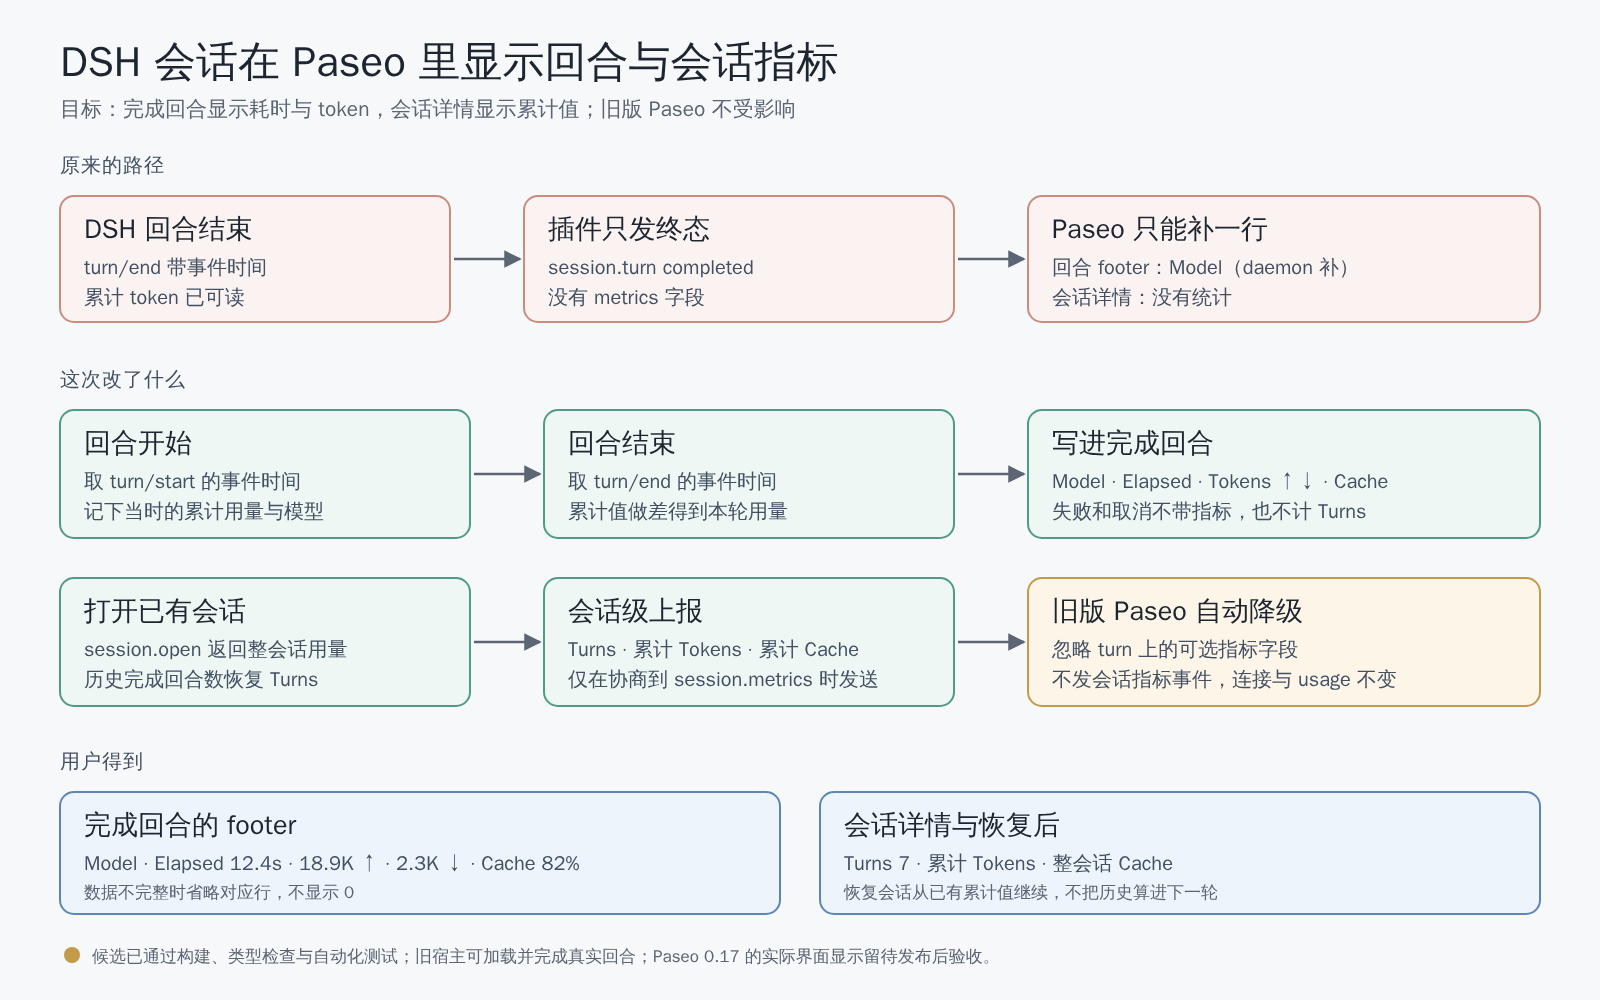 DSH 会话在 Paseo 里显示回合与会话指标
目标：完成回合显示耗时与 token，会话详情显示累计值；旧版 Paseo 不受影响
原来的路径
DSH 回合结束
turn/end 带事件时间
累计 token 已可读
插件只发终态
session.turn completed
没有 metrics 字段
Paseo 只能补一行
回合 footer：Model（daemon 补）
会话详情：没有统计
这次改了什么
回合开始
取 turn/start 的事件时间
记下当时的累计用量与模型
回合结束
取 turn/end 的事件时间
累计值做差得到本轮用量
写进完成回合
Model · Elapsed · Tokens ↑ ↓ · Cache
失败和取消不带指标，也不计 Turns
打开已有会话
session.open 返回整会话用量
历史完成回合数恢复 Turns
会话级上报
Turns · 累计 Tokens · 累计 Cache
仅在协商到 session.metrics 时发送
旧版 Paseo 自动降级
忽略 turn 上的可选指标字段
不发会话指标事件，连接与 usage 不变
用户得到
完成回合的 footer
Model · Elapsed 12.4s · 18.9K ↑ · 2.3K ↓ · Cache 82%
数据不完整时省略对应行，不显示 0
会话详情与恢复后
Turns 7 · 累计 Tokens · 整会话 Cache
恢复会话从已有累计值继续，不把历史算进下一轮
候选已通过构建、类型检查与自动化测试；旧宿主可加载并完成真实回合；Paseo 0.17 的实际界面显示留待发布后验收。